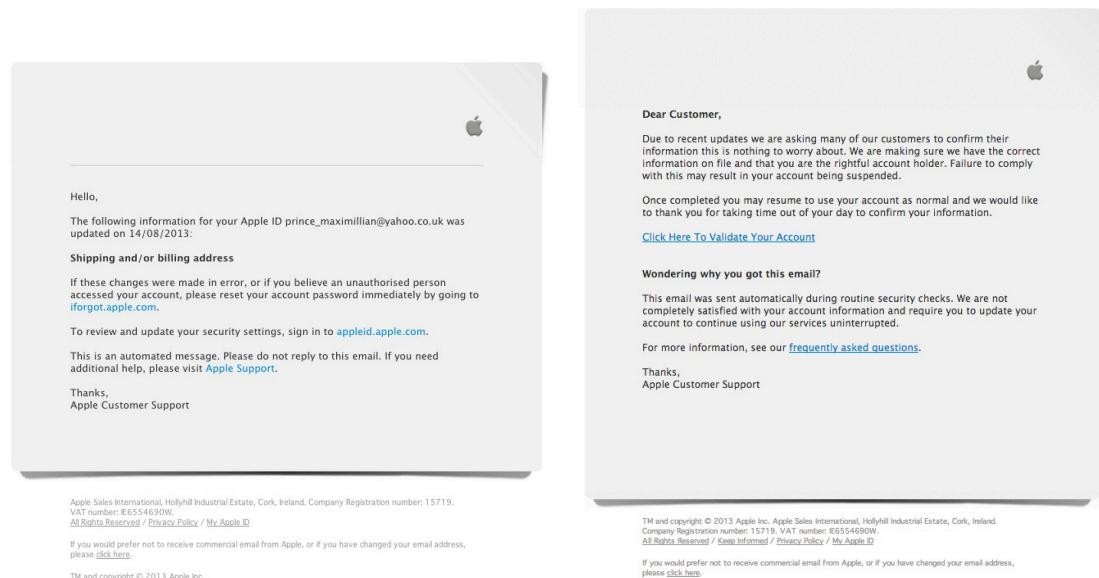 Hello,
The following information for your Apple ID prince_maximillian@yahoo.co.uk was
updated on 14/08/2013:
Shipping and/or billing address
If these changes were made in error, or if you believe an unauthorised person
accessed your account, please reset your account password immediately by going to
iforgot.apple.com.
To review and update your security settings, sign in to appleid.apple.com.
This is an automated message. Please do not reply to this email. If you need
additional help, please visit Apple Support.
Thanks,
Apple Customer Support
Apple Sales International, Hollyhill Industrial Estate, Cork, Ireland. Company Registration number: 15719.
VAT number: IE6554690W.
All Rights Reserved / Privacy Policy / My Apple ID
If you would prefer not to receive commercial email from Apple, or if you have changed your email address,
please click here.
TM and copyright © 2013 Apple Inc.
Dear Customer,
Due to recent updates we are asking many of our customers to confirm their
information this is nothing to worry about. We are making sure we have the correct
information on file and that you are the rightful account holder. Failure to comply
with this may result in your account being suspended.
Once completed you may resume to use your account as normal and we would like
to thank you for taking time out of your day to confirm your information.
Click Here To Validate Your Account
Wondering why you got this email?
This email was sent automatically during routine security checks. We are not
completely satisfied with your account information and require you to update your
account to continue using our services uninterrupted.
For more information, see our frequently asked questions.
Thanks,
Apple Customer Support
TM and copyright © 2013 Apple Inc. Apple Sales International, Hollyhill Industrial Estate, Cork, Ireland.
Company Registration number: 15719. VAT number: IE6554690W.
All Rights Reserved / Keep Informed / Privacy Policy / My Apple ID
If you would prefer not to receive commercial email from Apple, or if you have changed your email address,
please click here.